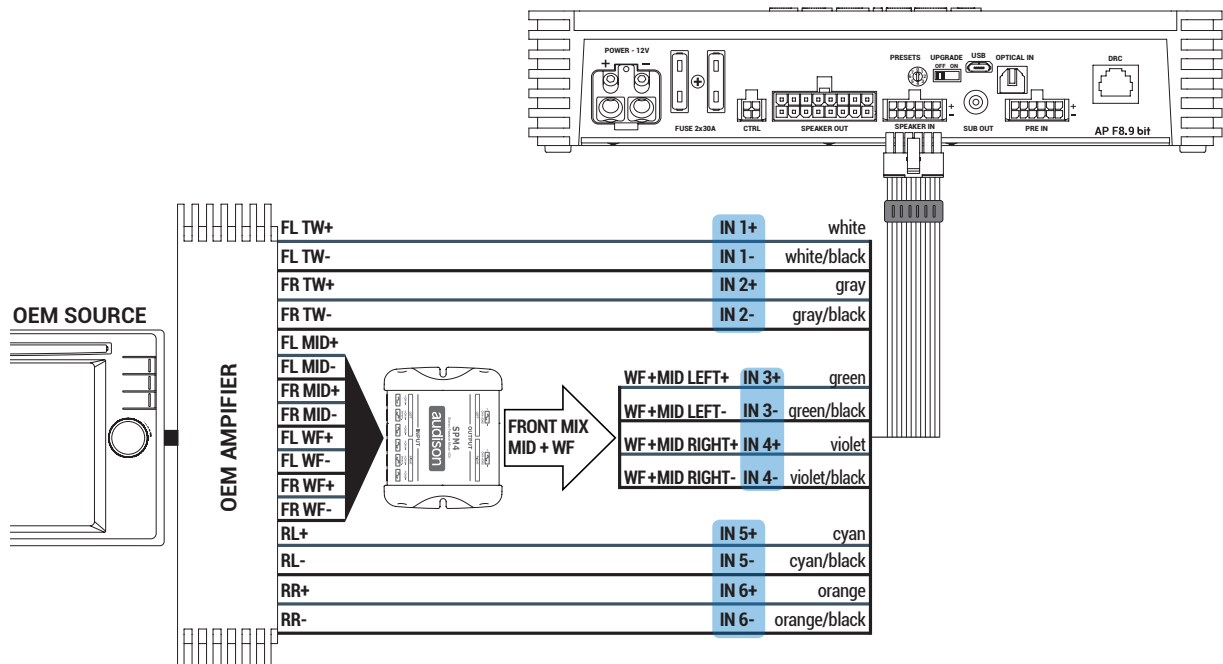 POWER - 12V
+ −
FUSE 2x30A
CTRL
SPEAKER OUT
PRESETS
UPGRADE
OFF ON
USB
OPTICAL IN
DRC
SPEAKER IN
+
-
SUB OUT
PRE IN
+
-
AP F8.9 bit
OEM SOURCE
OEM AMPIFIER
FL TW+ IN 1+ white
FL TW- IN 1- white/black
FR TW+ IN 2+ gray
FR TW- IN 2- gray/black
FL MID+
FL MID-
FR MID+
FR MID-
FL WF+
FL WF-
FR WF+
FR WF-
audison
SPM4
INPUT
OUTPUT
FRONT MIX
MID + WF
WF+MID LEFT+ IN 3+ green
WF+MID LEFT- IN 3- green/black
WF+MID RIGHT+ IN 4+ violet
WF+MID RIGHT- IN 4- violet/black
RL+ IN 5+ cyan
RL- IN 5- cyan/black
RR+ IN 6+ orange
RR- IN 6- orange/black